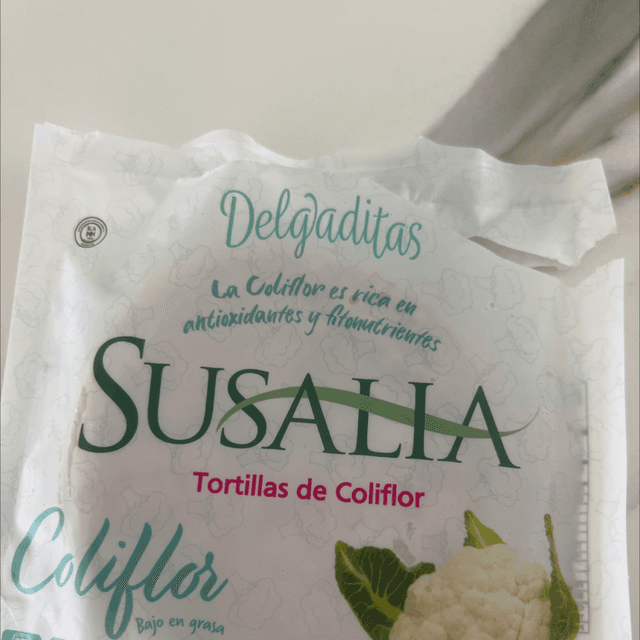 Delgaditas
La Coliflor es rica en
antioxidantes y fitonutrientes
SUSALIA
Tortillas de Coliflor
Coliflor
Bajo en grasa